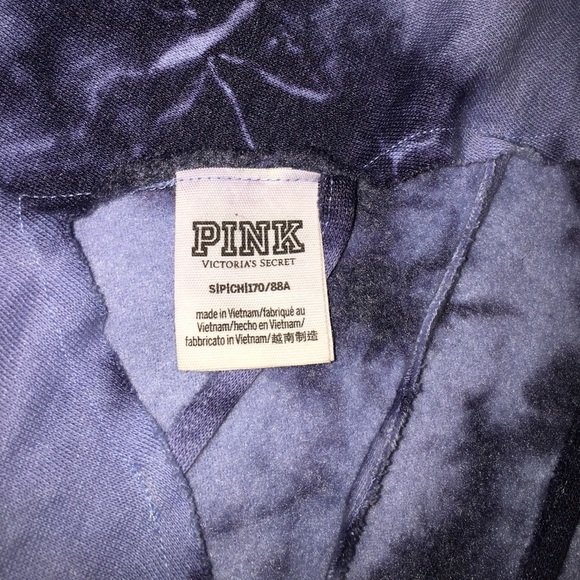 PINK
VICTORIA'S SECRET
S|P|CH|170/88A
made in Vietnam/fabriqué au
Vietnam/hecho en Vietnam/
fabbricato in Vietnam/越南制造